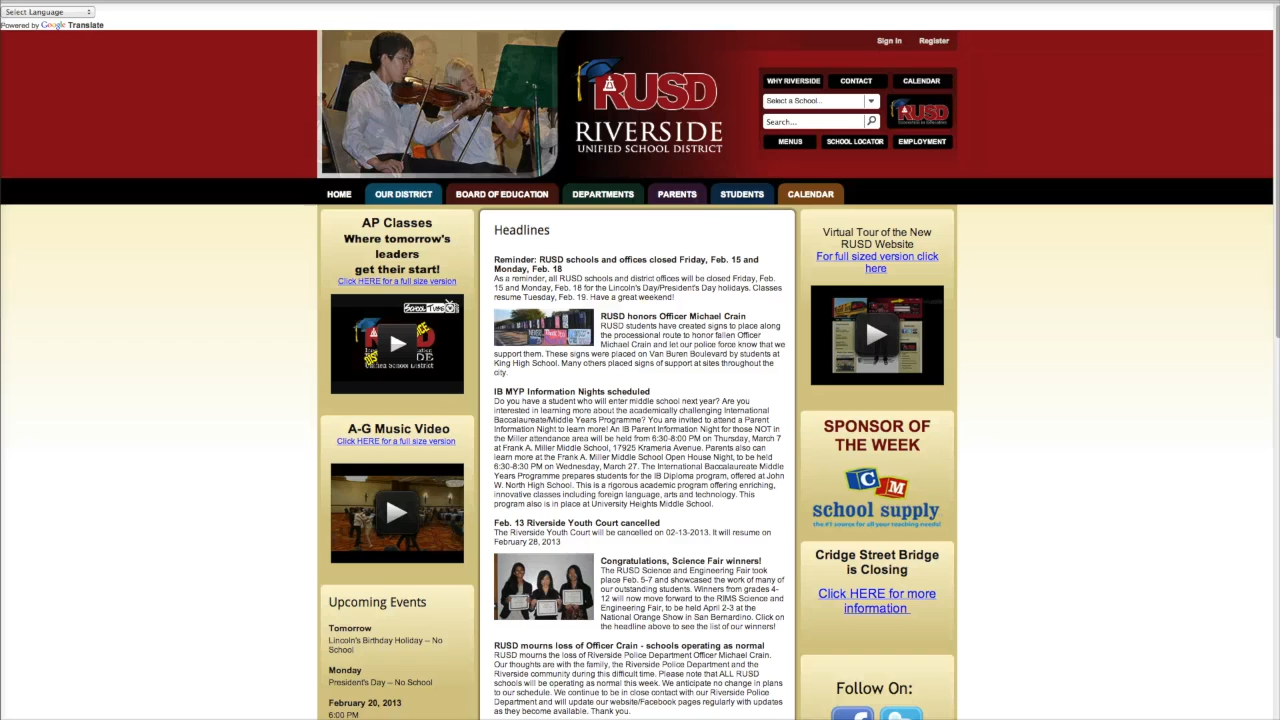 Select Language
Powered by Google Translate
Sign In Register
RUSD
RIVERSIDE
UNIFIED SCHOOL DISTRICT
WHY RIVERSIDE CONTACT CALENDAR
Select a School...
Search...
RUSD
MENUS SCHOOL LOCATOR EMPLOYMENT
HOME OUR DISTRICT BOARD OF EDUCATION DEPARTMENTS PARENTS STUDENTS CALENDAR
AP Classes
Where tomorrow's
leaders
get their start!
Click HERE for a full size version
A-G Music Video
Click HERE for a full size version
Upcoming Events
Tomorrow
Lincoln's Birthday Holiday -- No
School
Monday
President's Day -- No School
February 20, 2013
6:00 PM
Headlines
Reminder: RUSD schools and offices closed Friday, Feb. 15 and
Monday, Feb. 18
As a reminder, all RUSD schools and district offices will be closed Friday, Feb.
15 and Monday, Feb. 18 for the Lincoln's Day/President's Day holidays. Classes
resume Tuesday, Feb. 19. Have a great weekend!
RUSD honors Officer Michael Crain
RUSD students have created signs to place along
the processional route to honor fallen Officer
Michael Crain and let our police force know that we
support them. These signs were placed on Van Buren Boulevard by students at
King High School. Many others placed signs of support at sites throughout the
city.
IB MYP Information Nights scheduled
Do you have a student who will enter middle school next year? Are you
interested in learning more about the academically challenging International
Baccalaureate/Middle Years Programme? You are invited to attend a Parent
Information Night to learn more! An IB Parent Information Night for those NOT in
the Miller attendance area will be held from 6:30-8:00 PM on Thursday, March 7
at Frank A. Miller Middle School, 17925 Krameria Avenue. Parents also can
learn more at the Frank A. Miller Middle School Open House Night, to be held
6:30-8:30 PM on Wednesday, March 27. The International Baccalaureate Middle
Years Programme prepares students for the IB Diploma program, offered at John
W. North High School. This is a rigorous academic program offering enriching,
innovative classes including foreign language, arts and technology. This
program also is in place at University Heights Middle School.
Feb. 13 Riverside Youth Court cancelled
The Riverside Youth Court will be cancelled on 02-13-2013. It will resume on
February 28, 2013
Congratulations, Science Fair winners!
The RUSD Science and Engineering Fair took
place Feb. 5-7 and showcased the work of many of
our outstanding students. Winners from grades 4-
12 will now move forward to the RIMS Science and
Engineering Fair, to be held April 2-3 at the
National Orange Show in San Bernardino. Click on
the headline above to see the list of our winners!
RUSD mourns loss of Officer Crain - schools operating as normal
RUSD mourns the loss of Riverside Police Department Officer Michael Crain.
Our thoughts are with the family, the Riverside Police Department and the
Riverside community during this difficult time. Please note that ALL RUSD
schools will be operating as normal this week. We anticipate no change in plans
to our schedule. We continue to be in close contact with our Riverside Police
Department and will update our website/Facebook pages regularly with updates
as they become available. Thank you.
Virtual Tour of the New
RUSD Website
For full sized version click
here
SPONSOR OF
THE WEEK
C M
school supply
the #1 source for all your teaching needs!
Cridge Street Bridge
is Closing
Click HERE for more
information
Follow On: